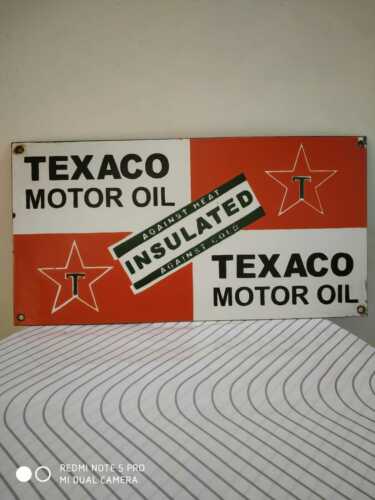 TEXACO
MOTOR OIL
T
AGAINST HEAT
INSULATED
AGAINST COLD
T
TEXACO
MOTOR OIL
REDMI NOTE 5 PRO
MI DUAL CAMERA